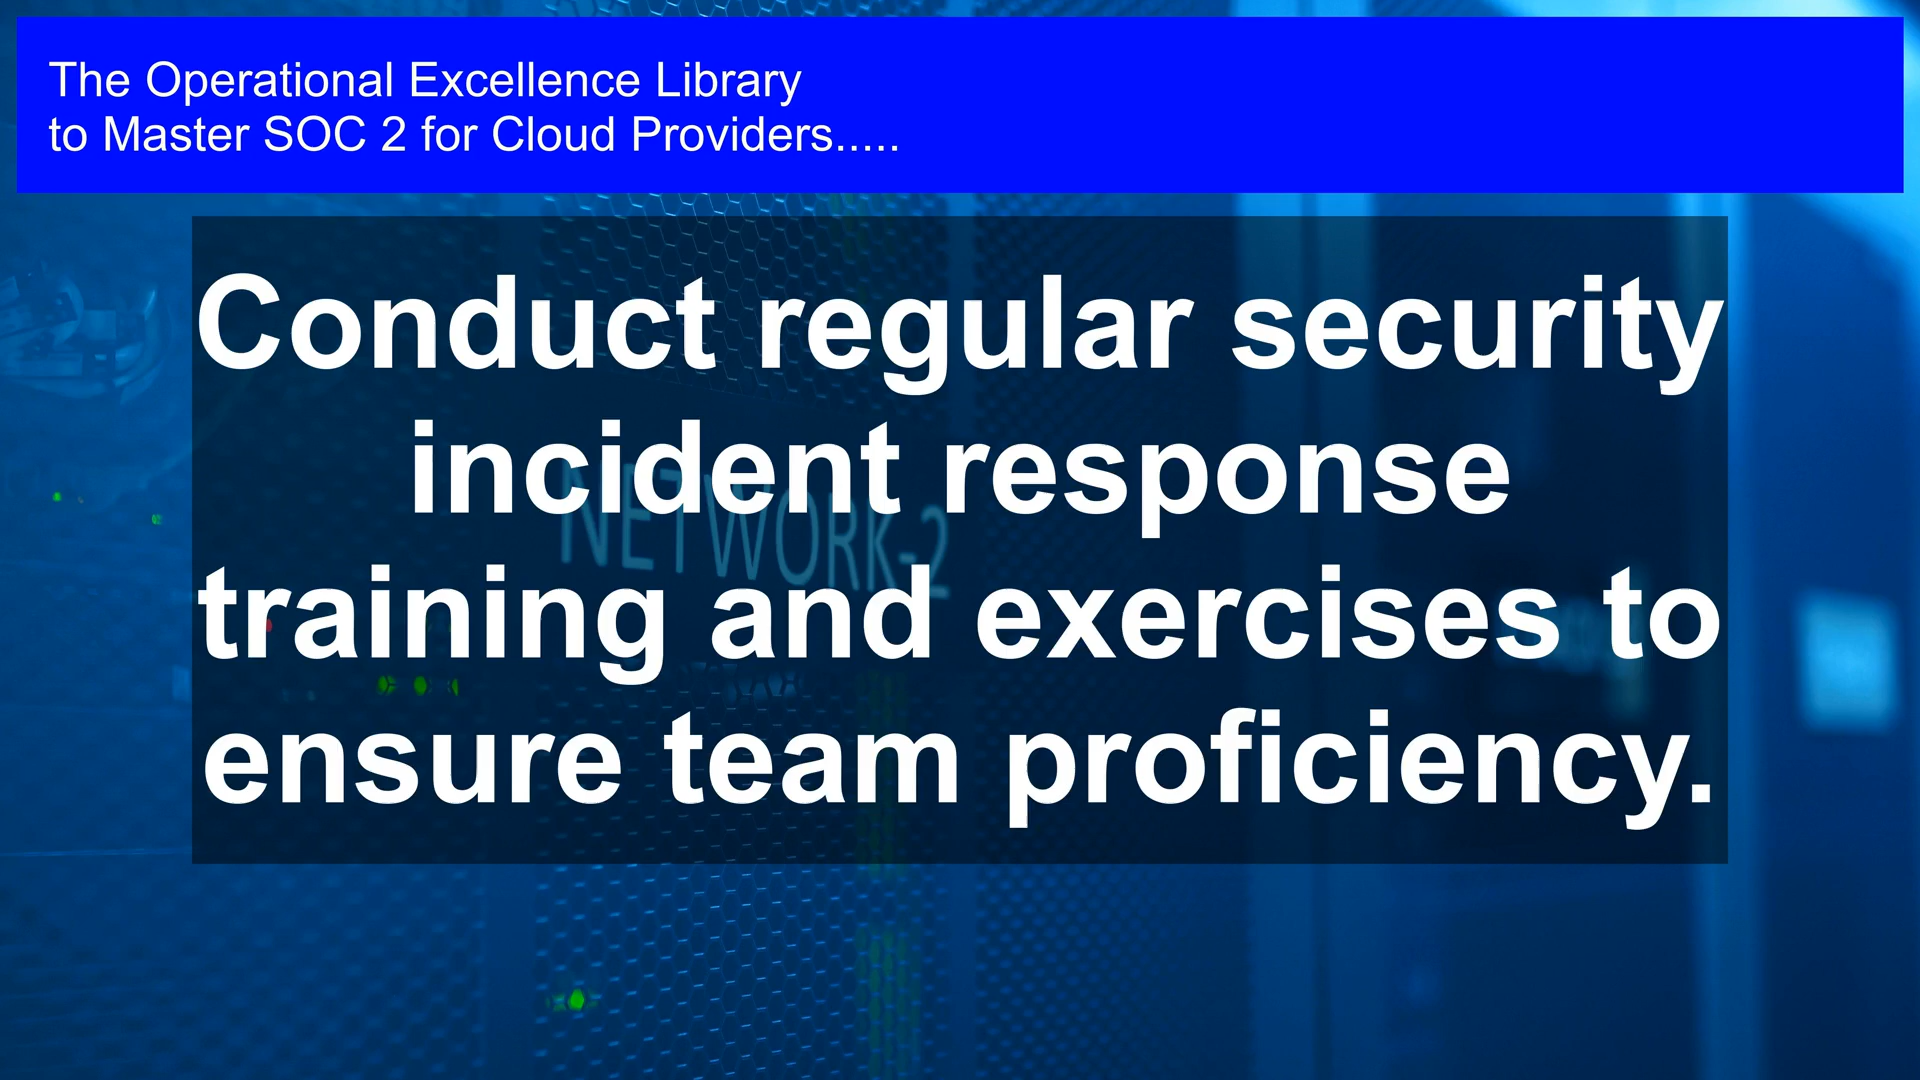 The Operational Excellence Library
to Master SOC 2 for Cloud Providers.....
Conduct regular security
incident response
NETWORK-2
training and exercises to
ensure team proficiency.